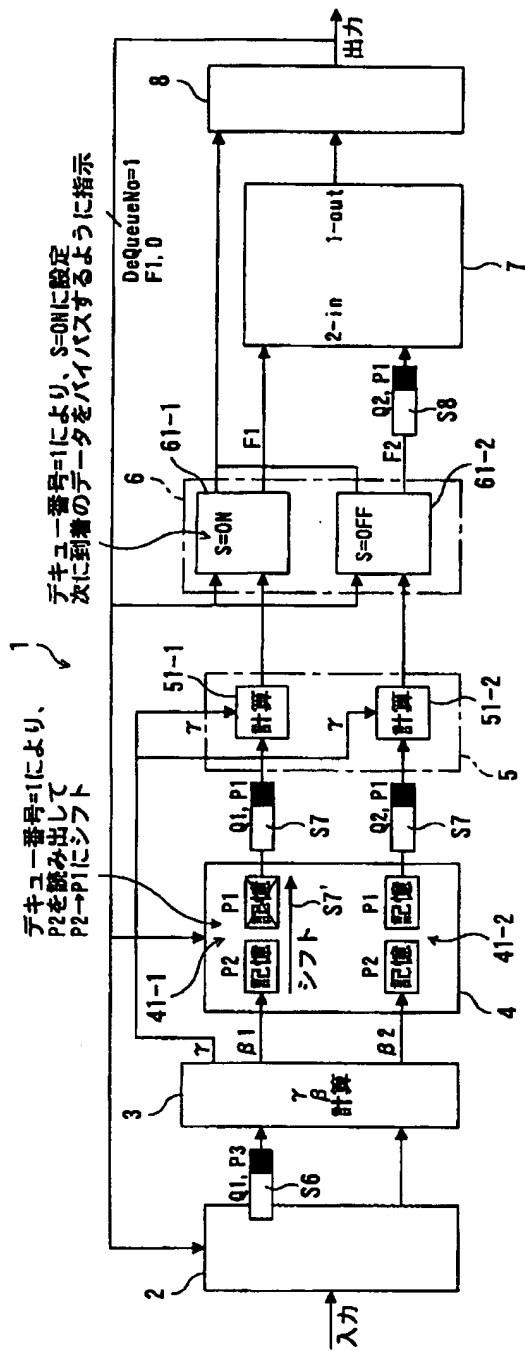 1
デキュー番号=1により、
P2を読み出して
P2→P1にシフト
デキュー番号=1により、S=ONに設定
次に到着のデータをバイパスするように指示
DeQueueNo=1
F1,0
入力
2
Q1, P3
S6
3
γ
β
計算
γ
β1
β2
41-1
P2
記憶
P1
記憶
シフト
S7'
P2
記憶
P1
記憶
41-2
4
Q1, P1
S7
Q2, P1
S7
γ
51-1
計算
γ
計算
51-2
5
6
61-1
S=ON
S=OFF
61-2
F1
F2
Q2, P1
S8
2-in
1-out
7
8
出力